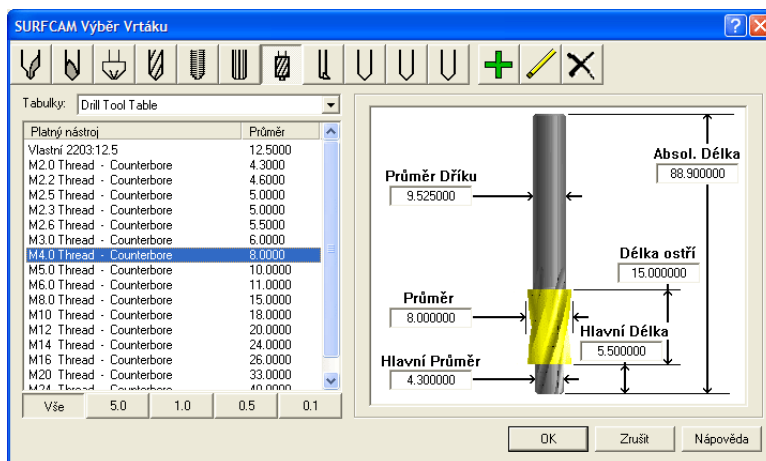 SURFCAM Výběr Vrtáku
Tabulky: Drill Tool Table
Platný nástroj Průměr
Vlastní 2203:12.5 12.5000
M2.0 Thread - Counterbore 4.3000
M2.2 Thread - Counterbore 4.6000
M2.5 Thread - Counterbore 5.0000
M2.3 Thread - Counterbore 5.0000
M2.6 Thread - Counterbore 5.5000
M3.0 Thread - Counterbore 6.0000
M4.0 Thread - Counterbore 8.0000
M5.0 Thread - Counterbore 10.0000
M6.0 Thread - Counterbore 11.0000
M8.0 Thread - Counterbore 15.0000
M10 Thread - Counterbore 18.0000
M12 Thread - Counterbore 20.0000
M14 Thread - Counterbore 24.0000
M16 Thread - Counterbore 26.0000
M20 Thread - Counterbore 33.0000
M24 Thread - Counterbore 40.0000
Vše 5.0 1.0 0.5 0.1
Absol. Délka
88.900000
Průměr Dříku
9.525000
Délka ostří
15.000000
Průměr
8.000000
Hlavní Délka
5.500000
Hlavní Průměr
4.300000
OK Zrušit Nápověda